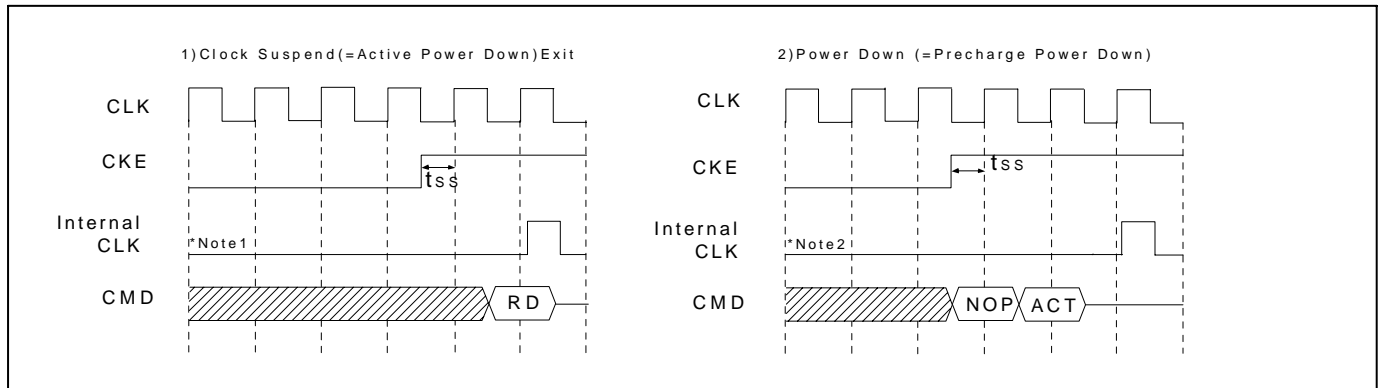 1)Clock Suspend(=Active Power Down)Exit
CLK
CKE
tss
Internal
CLK
*Note1
CMD
RD
2)Power Down (=Precharge Power Down)
CLK
CKE
tss
Internal
CLK
*Note2
CMD
NOP
ACT